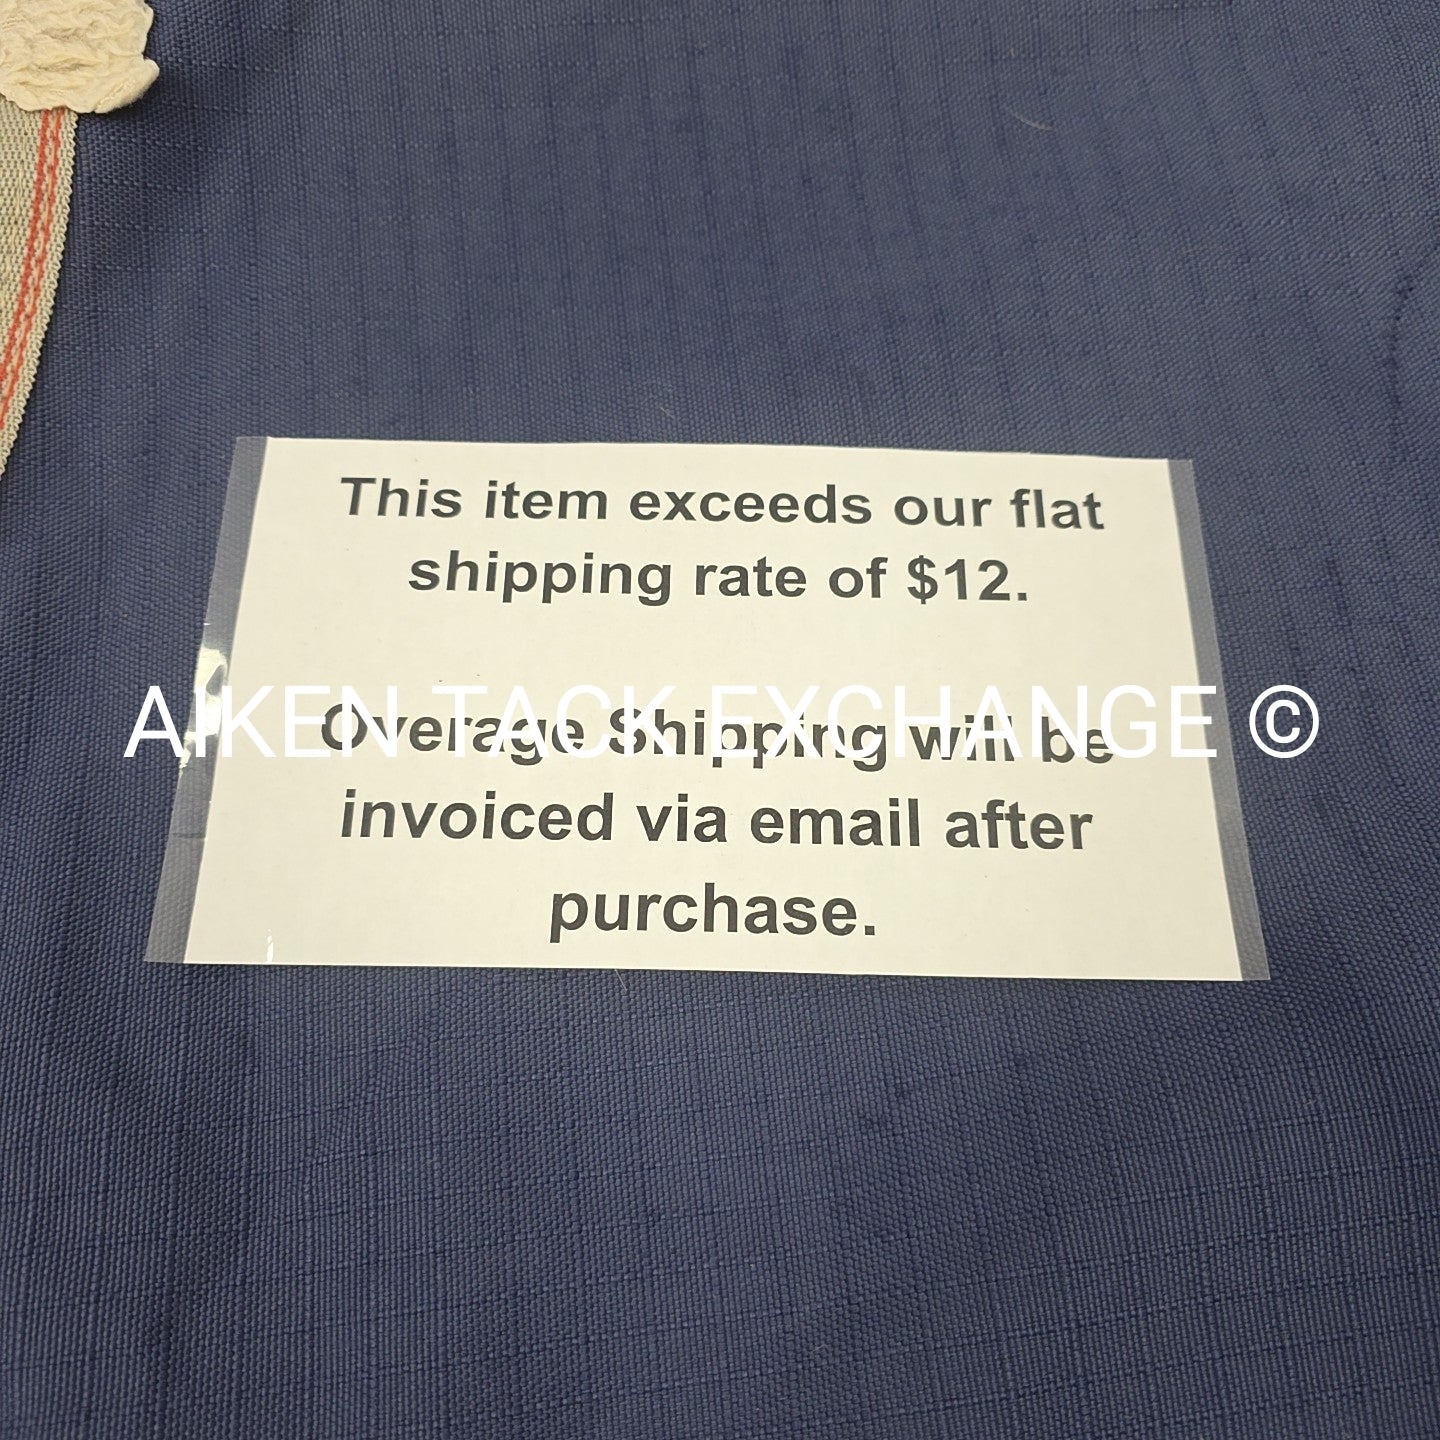 This item exceeds our flat
shipping rate of $12.
AIKEN TACK EXCHANGE ©
Overage Shipping will be
invoiced via email after
purchase.